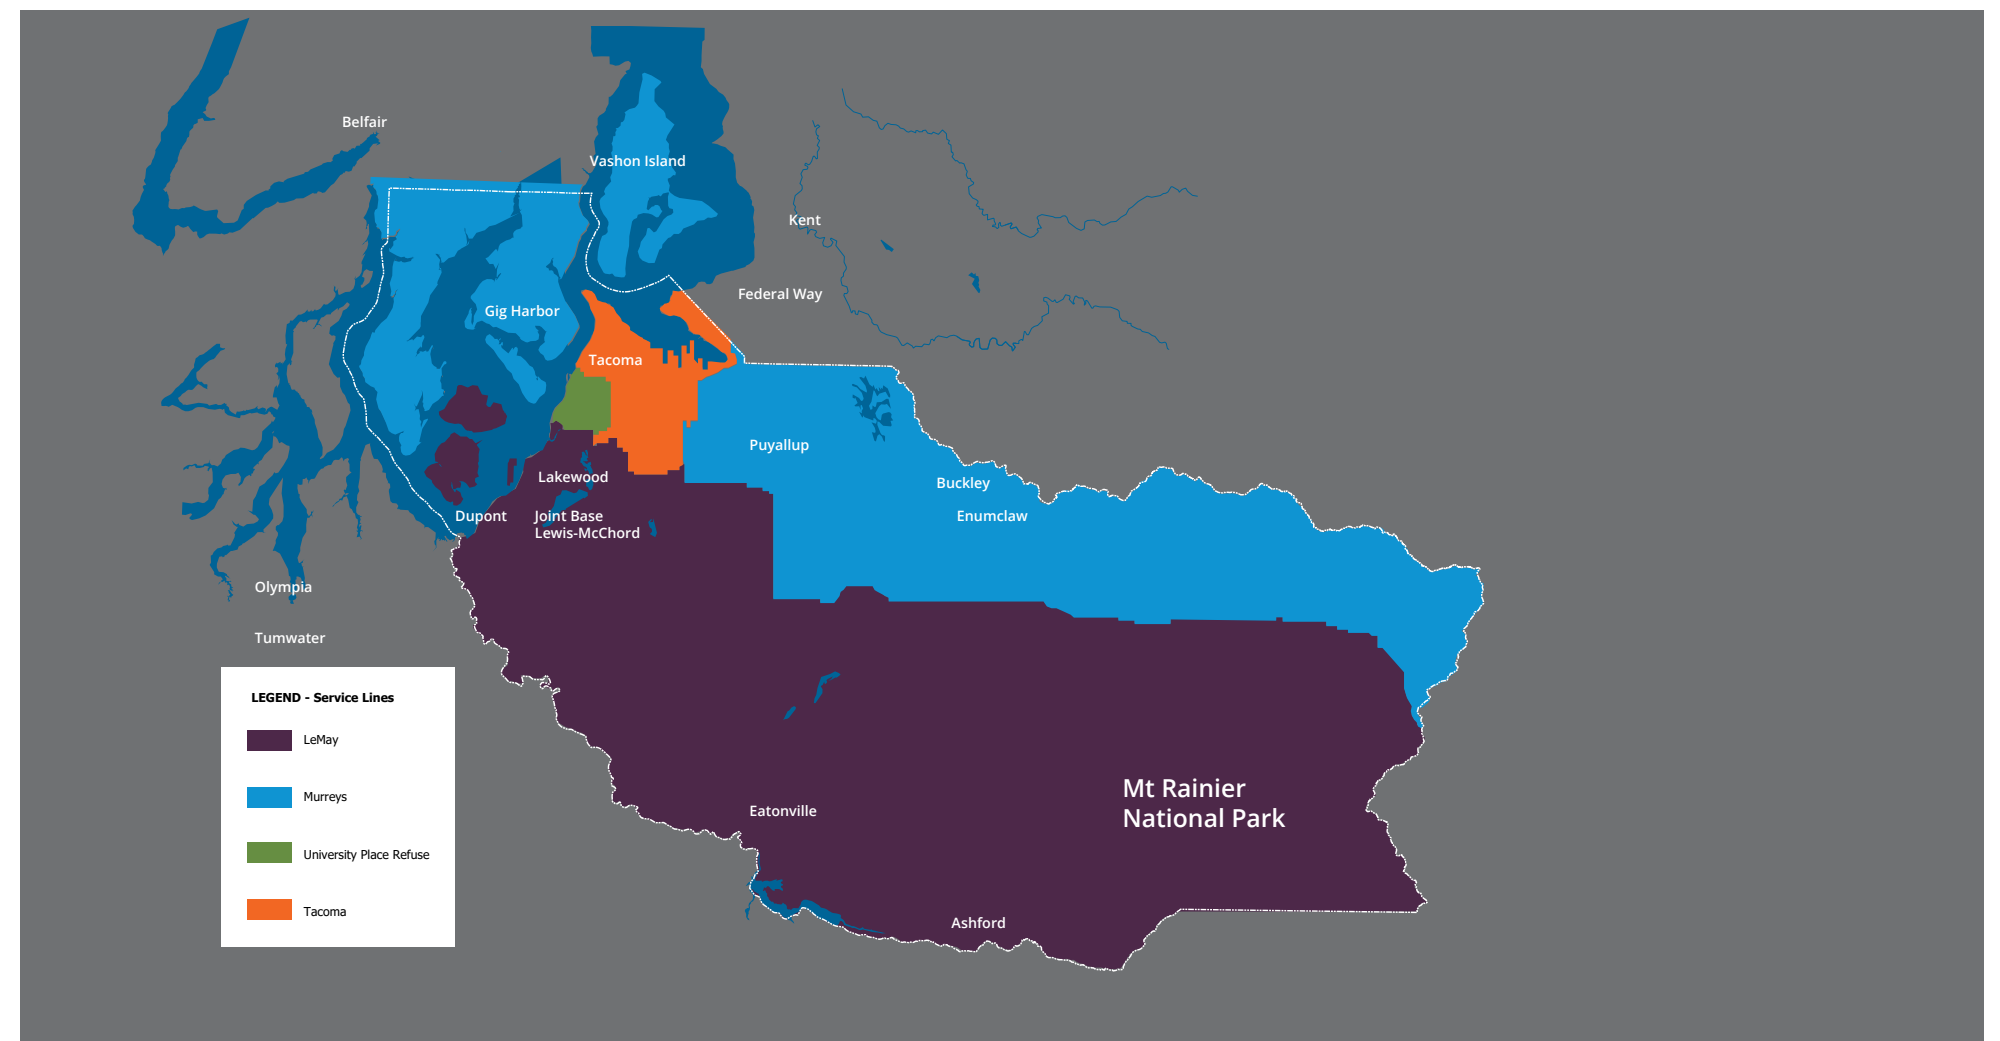 Belfair
Vashon Island
Kent
Federal Way
Gig Harbor
Tacoma
Puyallup
Lakewood
Buckley
Dupont
Joint Base
Lewis-McChord
Enumclaw
Olympia
Tumwater
LEGEND - Service Lines
LeMay
Murreys
University Place Refuse
Tacoma
Mt Rainier
National Park
Eatonville
Ashford